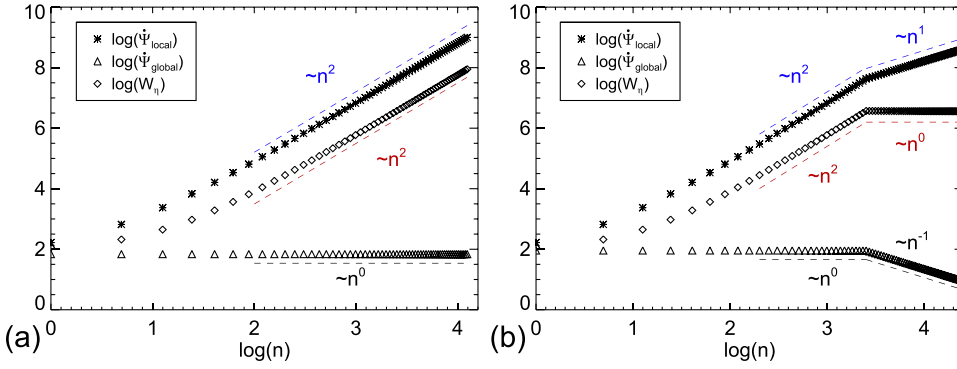 log(Ψ̇local)
log(Ψ̇global)
log(Wη)
~n²
~n²
~n⁰
10
8
6
4
2
0
0
1
2
3
4
log(n)
(a)
log(Ψ̇local)
log(Ψ̇global)
log(Wη)
~n¹
~n²
~n⁰
~n²
~n⁻¹
~n⁰
10
8
6
4
2
0
0
1
2
3
4
log(n)
(b)